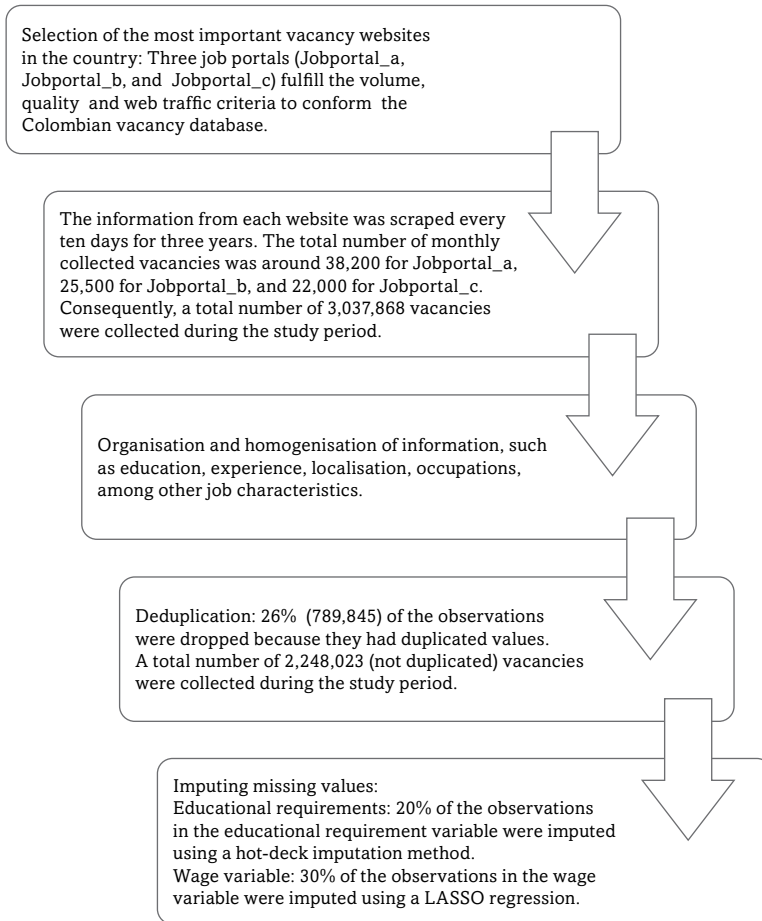 Selection of the most important vacancy websites
in the country: Three job portals (Jobportal_a,
Jobportal_b, and Jobportal_c) fulfill the volume,
quality and web traffic criteria to conform the
Colombian vacancy database.
The information from each website was scraped every
ten days for three years. The total number of monthly
collected vacancies was around 38,200 for Jobportal_a,
25,500 for Jobportal_b, and 22,000 for Jobportal_c.
Consequently, a total number of 3,037,868 vacancies
were collected during the study period.
Organisation and homogenisation of information, such
as education, experience, localisation, occupations,
among other job characteristics.
Deduplication: 26% (789,845) of the observations
were dropped because they had duplicated values.
A total number of 2,248,023 (not duplicated) vacancies
were collected during the study period.
Imputing missing values:
Educational requirements: 20% of the observations
in the educational requirement variable were imputed
using a hot-deck imputation method.
Wage variable: 30% of the observations in the wage
variable were imputed using a LASSO regression.